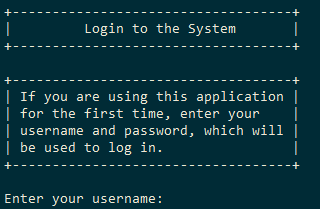 Login to the System
If you are using this application
for the first time, enter your
username and password, which will
be used to log in.
Enter your username: